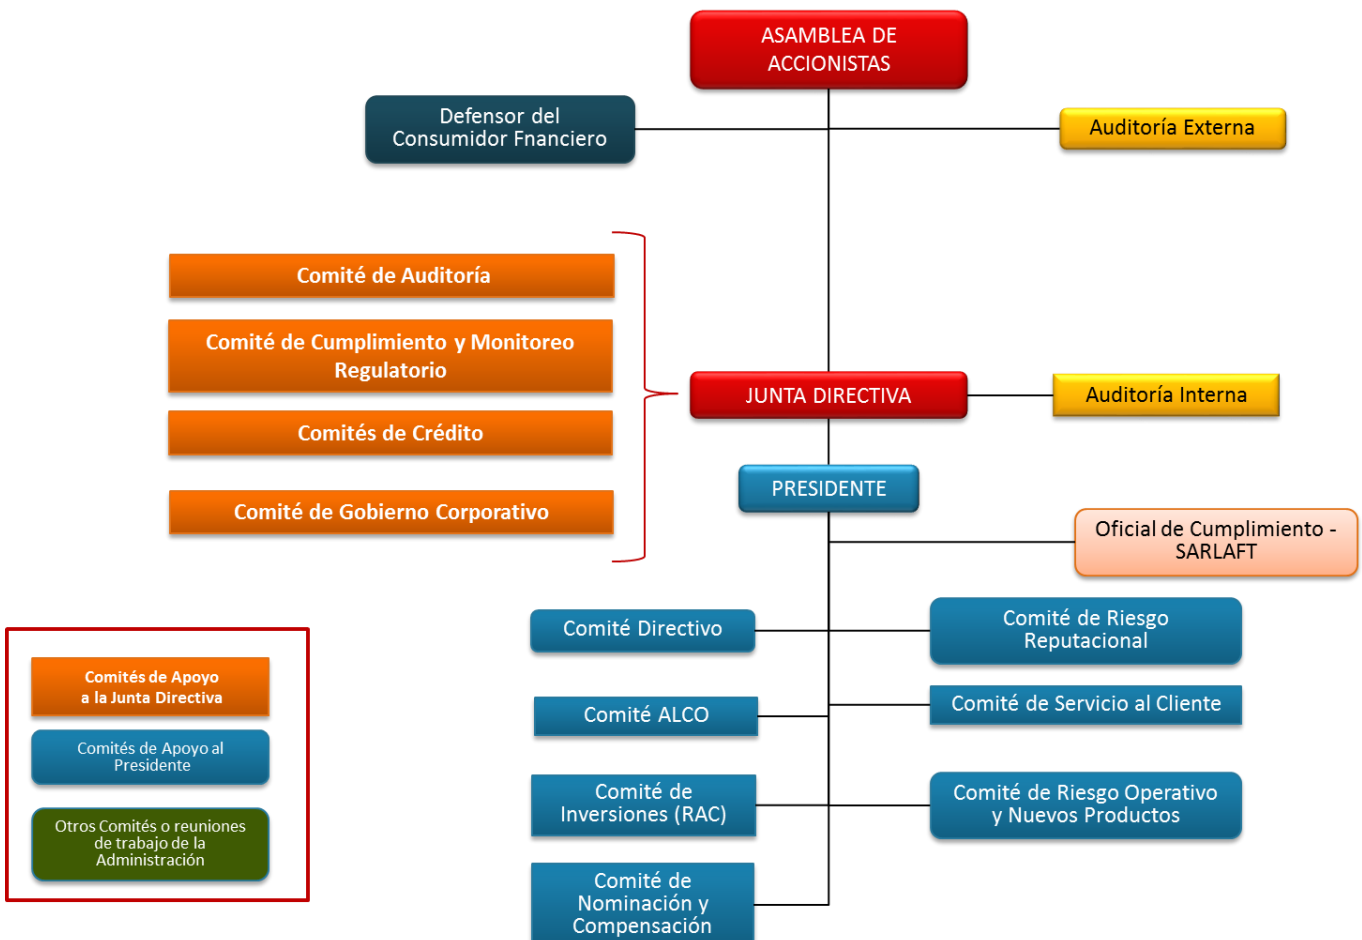 ASAMBLEA DE
ACCIONISTAS
Defensor del
Consumidor Fnanciero
Auditoría Externa
Comité de Auditoría
Comité de Cumplimiento y Monitoreo
Regulatorio
Comités de Crédito
Comité de Gobierno Corporativo
JUNTA DIRECTIVA
Auditoría Interna
PRESIDENTE
Oficial de Cumplimiento -
SARLAFT
Comité Directivo
Comité de Riesgo
Reputacional
Comité ALCO
Comité de Servicio al Cliente
Comité de
Inversiones (RAC)
Comité de Riesgo Operativo
y Nuevos Productos
Comité de
Nominación y
Compensación
Comités de Apoyo
a la Junta Directiva
Comités de Apoyo al
Presidente
Otros Comités o reuniones
de trabajo de la
Administración